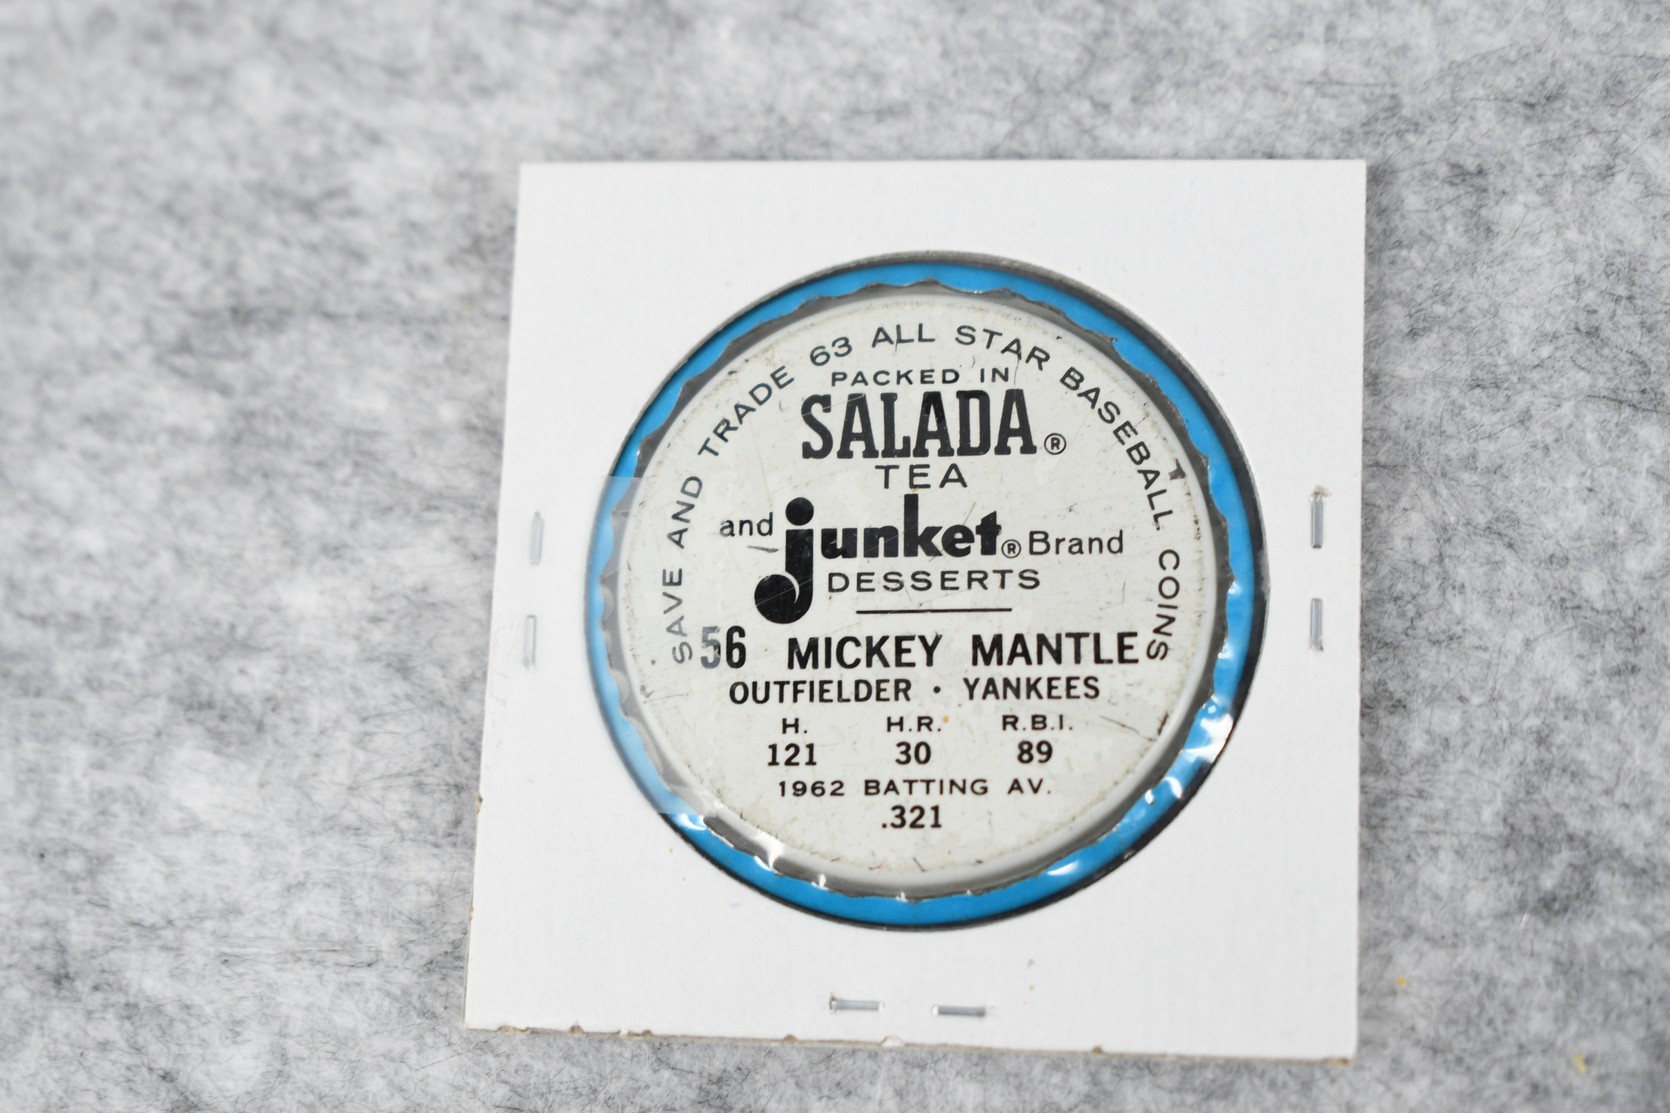 SAVE AND TRADE 63 ALL STAR BASEBALL COINS
PACKED IN
SALADA®
TEA
and junket® Brand
DESSERTS
56 MICKEY MANTLE
OUTFIELDER · YANKEES
H. H.R. R.B.I.
121 30 89
1962 BATTING AV.
.321